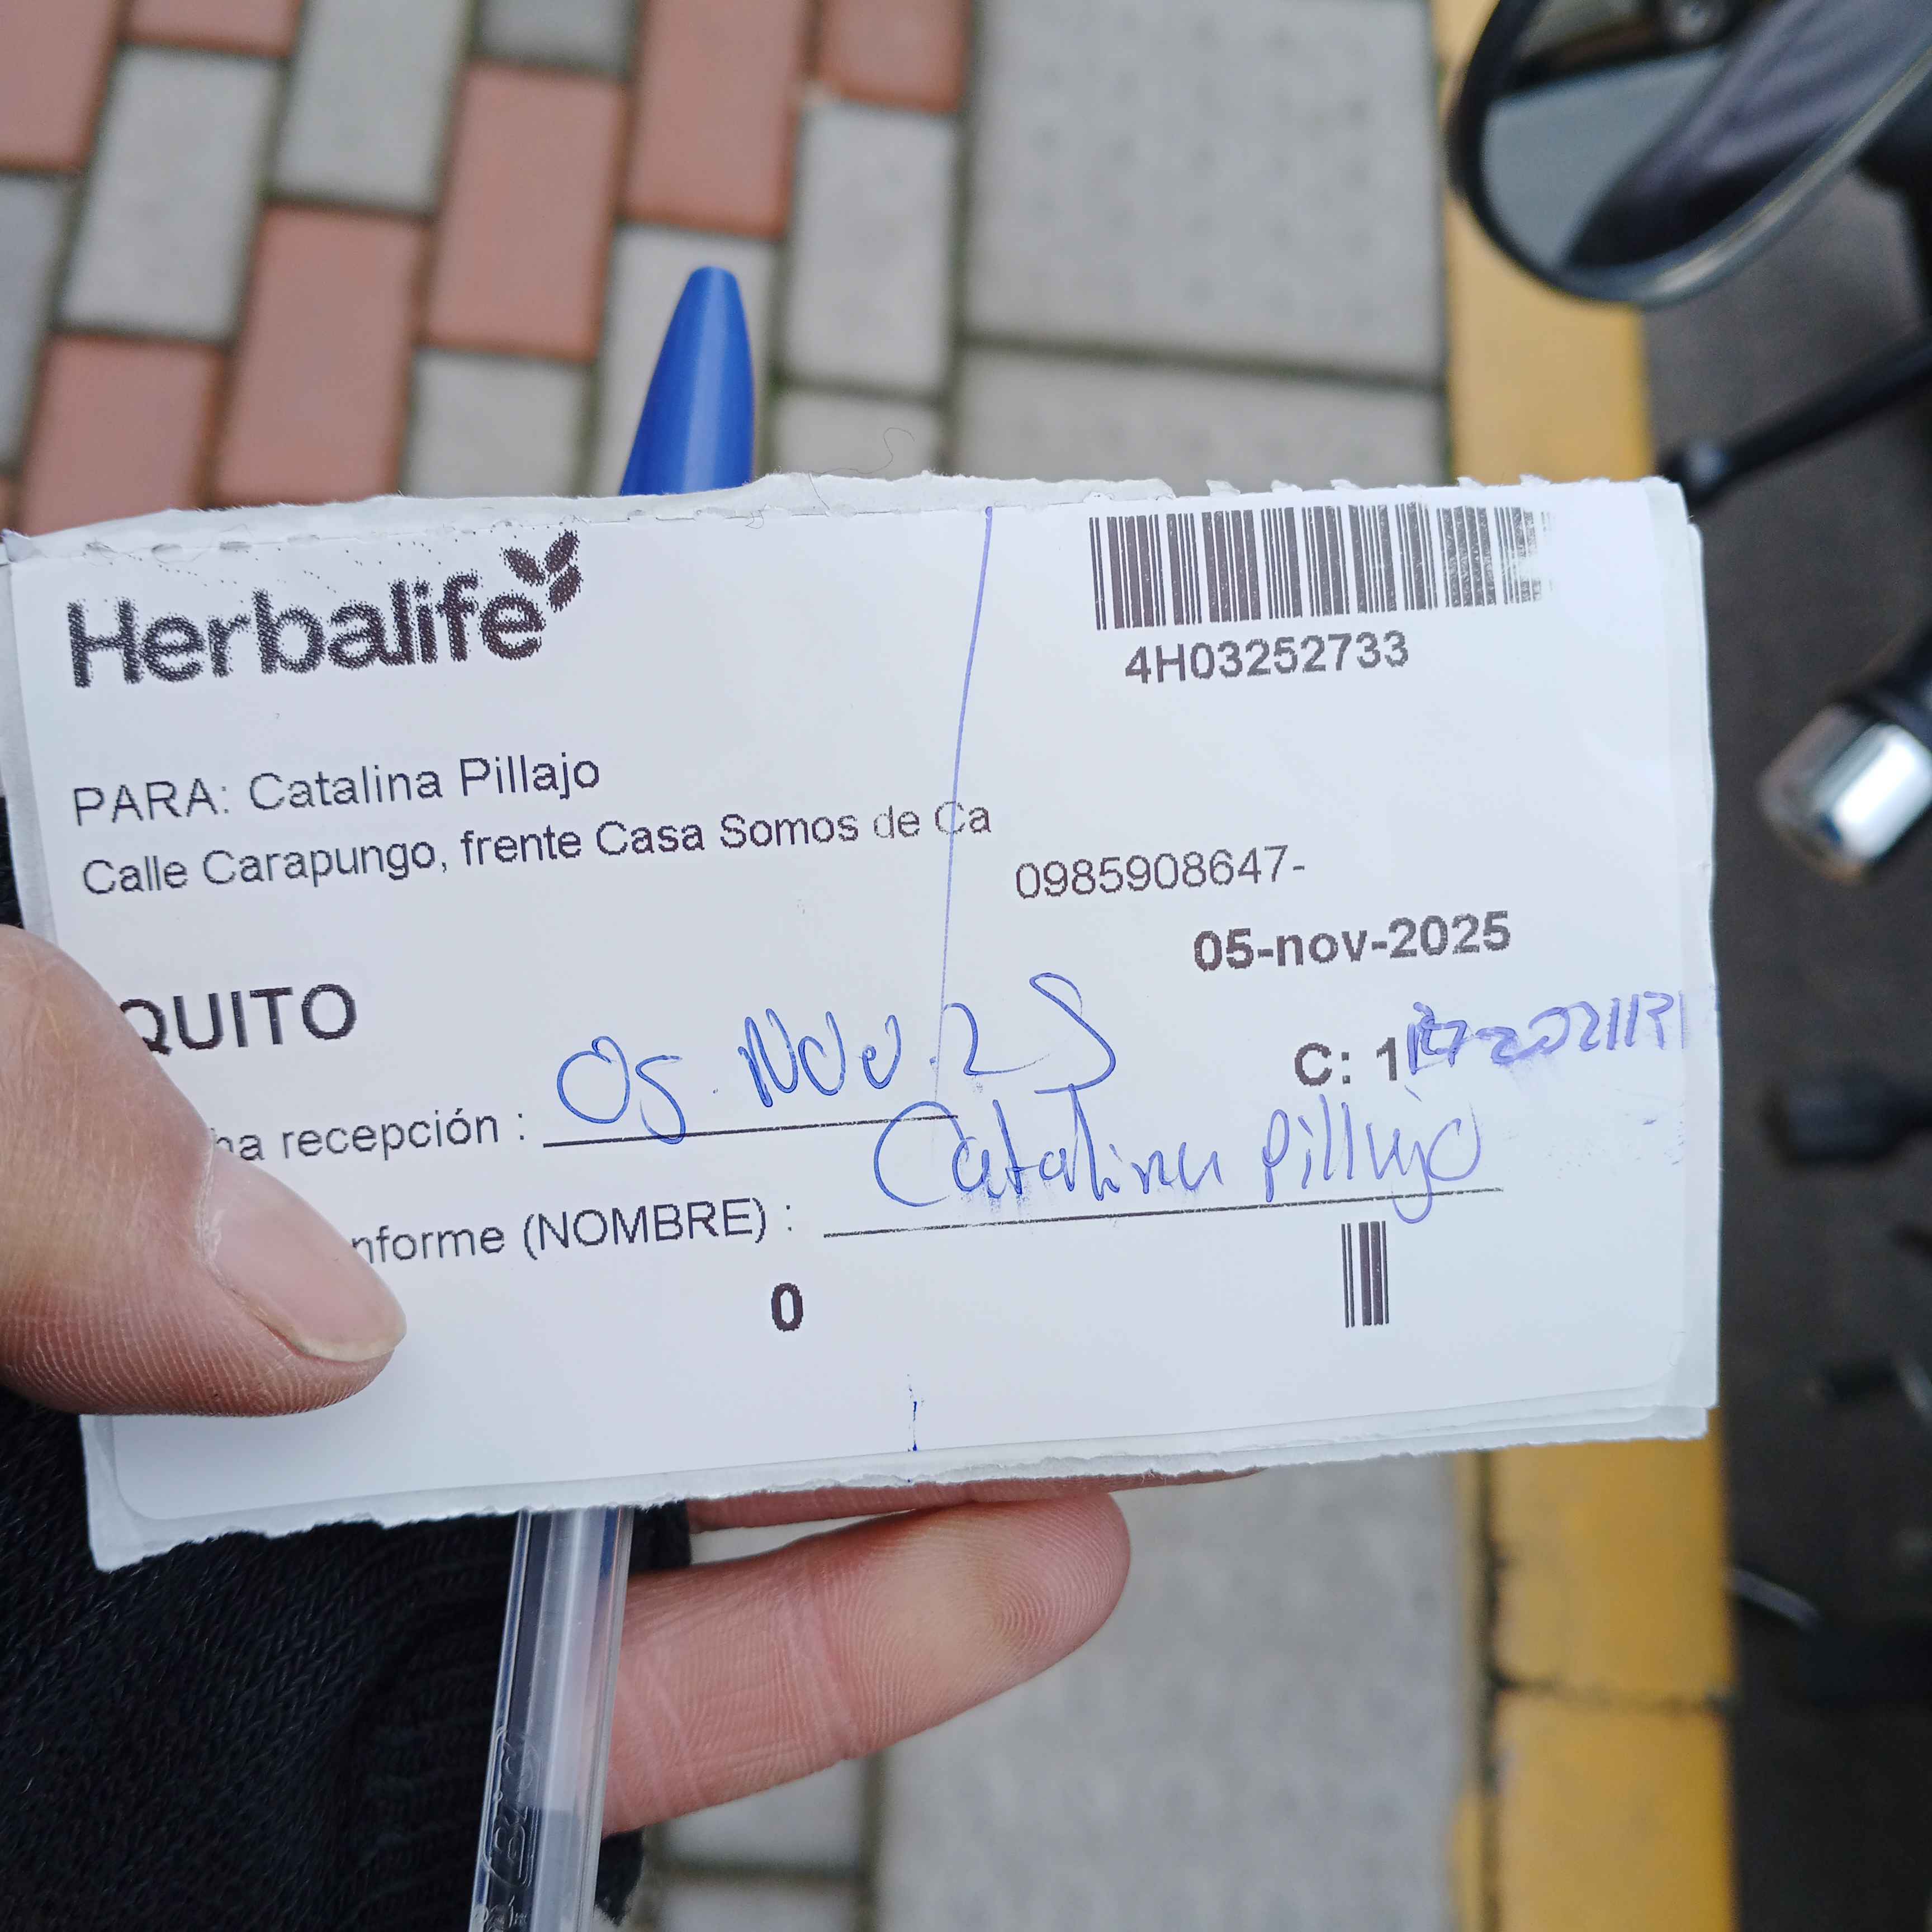 Herbalife
4H03252733
PARA: Catalina Pillajo
Calle Carapungo, frente Casa Somos de Ca
0985908647-
05-nov-2025
QUITO
C: 1
ha recepción : 05. Nov. 25
nforme (NOMBRE) : Catalina Pillajo
0
Bic